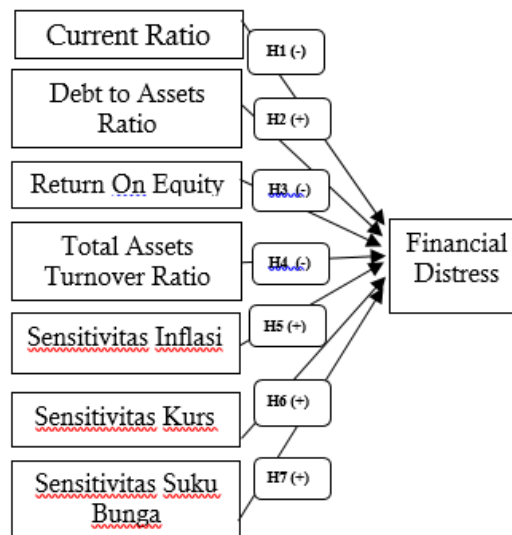 Current Ratio
H1 (-)
Debt to Assets
Ratio
H2 (+)
Return On Equity
H3 (-)
Total Assets
Turnover Ratio
H4 (-)
Financial
Distress
Sensitivitas Inflasi
H5 (+)
Sensitivitas Kurs
H6 (+)
Sensitivitas Suku
Bunga
H7 (+)